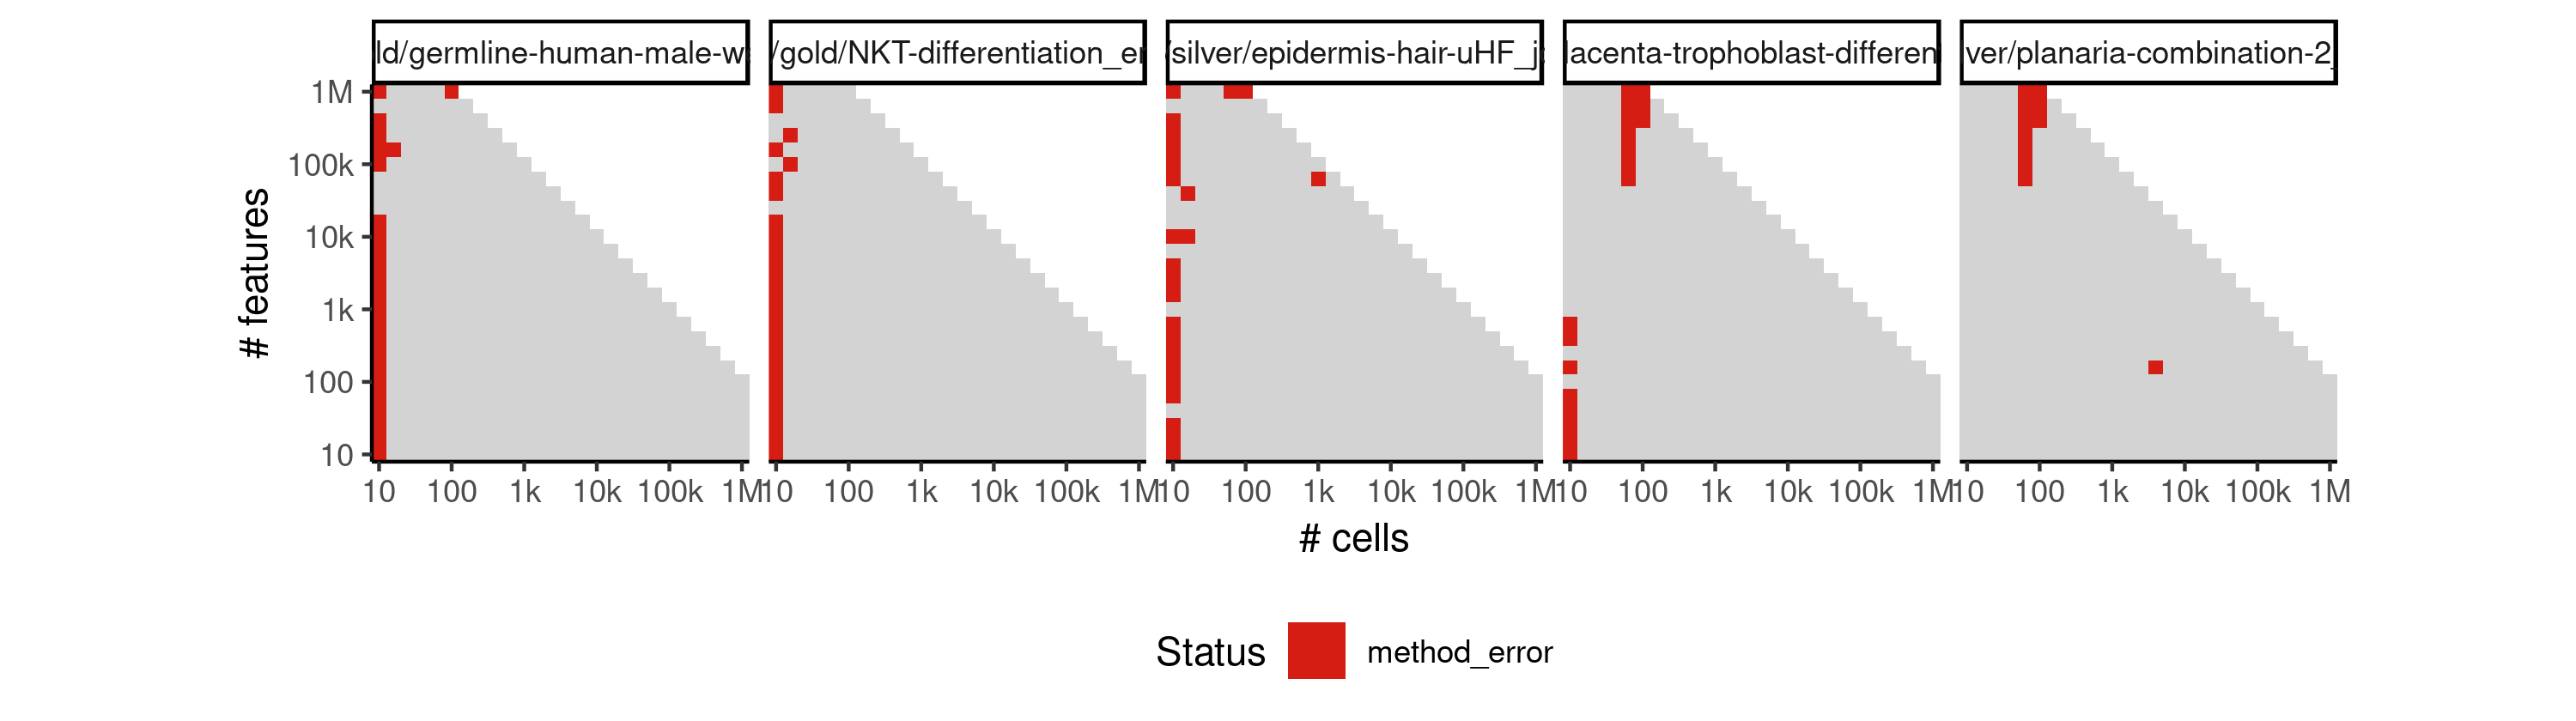 ld/germline-human-male-w
/gold/NKT-differentiation_er
silver/epidermis-hair-uHF_j
lacenta-trophoblast-differen
ver/planaria-combination-2
# features
1M
100k
10k
1k
100
10
10 100 1k 10k 100k 1M
10 100 1k 10k 100k 1M
10 100 1k 10k 100k 1M
10 100 1k 10k 100k 1M
10 100 1k 10k 100k 1M
# cells
Status method_error